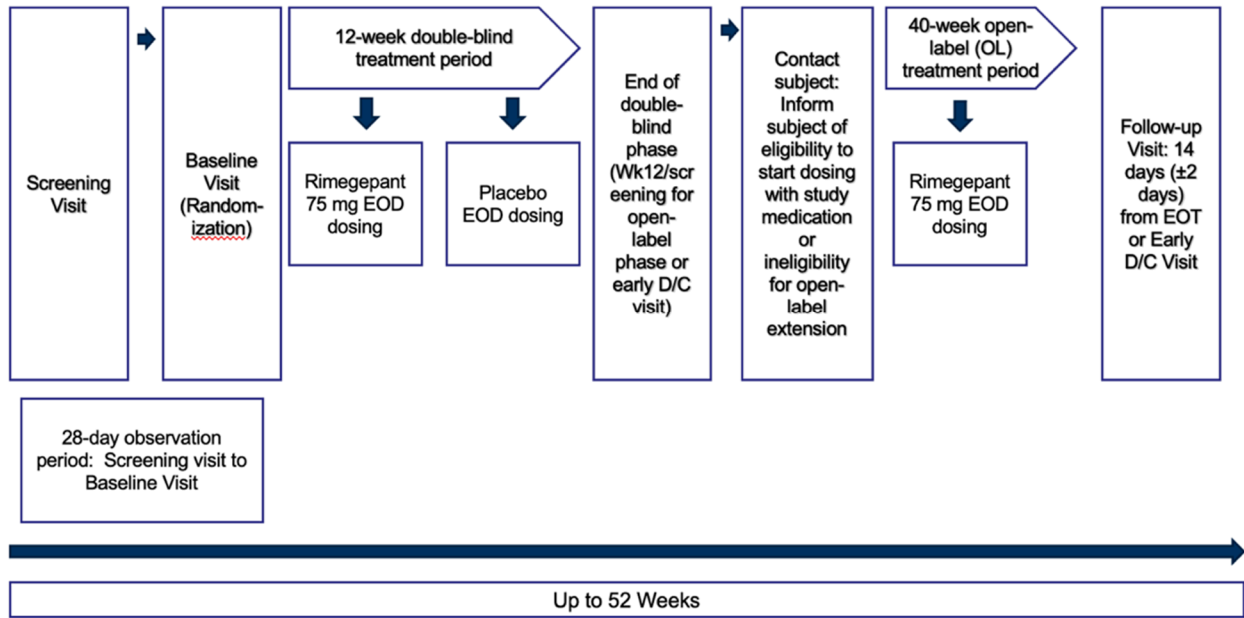 Screening
Visit
Baseline
Visit
(Random-
ization)
12-week double-blind
treatment period
Rimegepant
75 mg EOD
dosing
Placebo
EOD dosing
End of
double-
blind
phase
(Wk12/scr
eening for
open-
label
phase or
early D/C
visit)
Contact
subject:
Inform
subject of
eligibility to
start dosing
with study
medication
or
ineligibility
for open-
label
extension
40-week open-
label (OL)
treatment period
Rimegepant
75 mg EOD
dosing
Follow-up
Visit: 14
days (±2
days)
from EOT
or Early
D/C Visit
28-day observation
period:  Screening visit to
Baseline Visit
Up to 52 Weeks